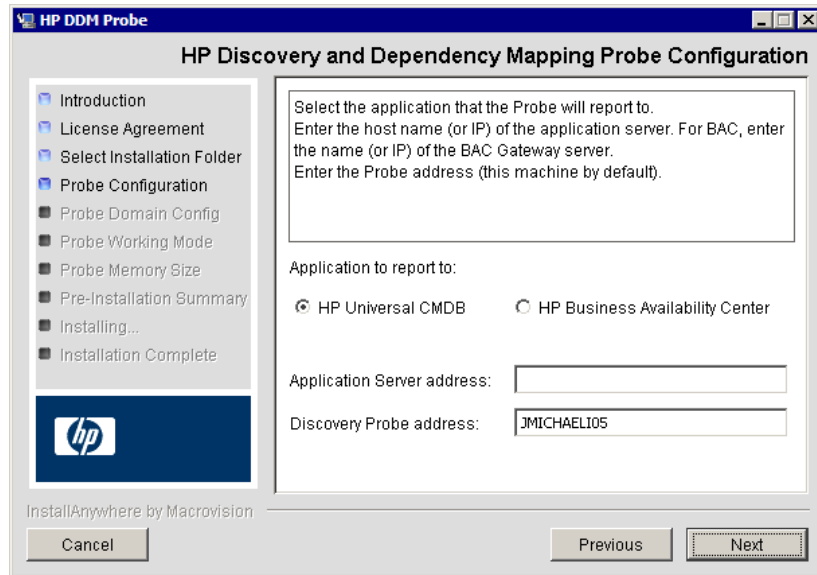 HP DDM Probe
HP Discovery and Dependency Mapping Probe Configuration
Introduction
License Agreement
Select Installation Folder
Probe Configuration
Probe Domain Config
Probe Working Mode
Probe Memory Size
Pre-Installation Summary
Installing...
Installation Complete
hp
Select the application that the Probe will report to.
Enter the host name (or IP) of the application server. For BAC, enter
the name (or IP) of the BAC Gateway server.
Enter the Probe address (this machine by default).
Application to report to:
HP Universal CMDB HP Business Availability Center
Application Server address:
Discovery Probe address: JMICHAELI05
InstallAnywhere by Macrovision
Cancel Previous Next